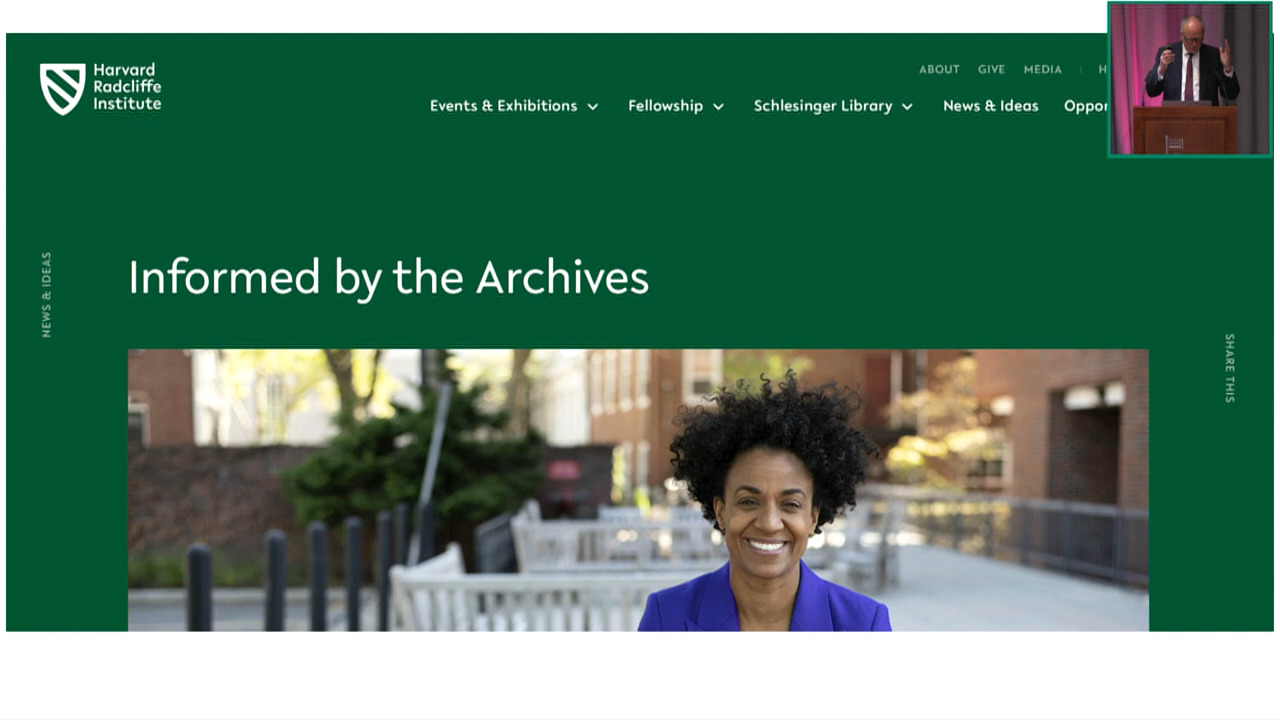 Harvard
Radcliffe
Institute
ABOUT GIVE MEDIA H
Events & Exhibitions Fellowship Schlesinger Library News & Ideas Oppor
NEWS & IDEAS
Informed by the Archives
SHARE THIS